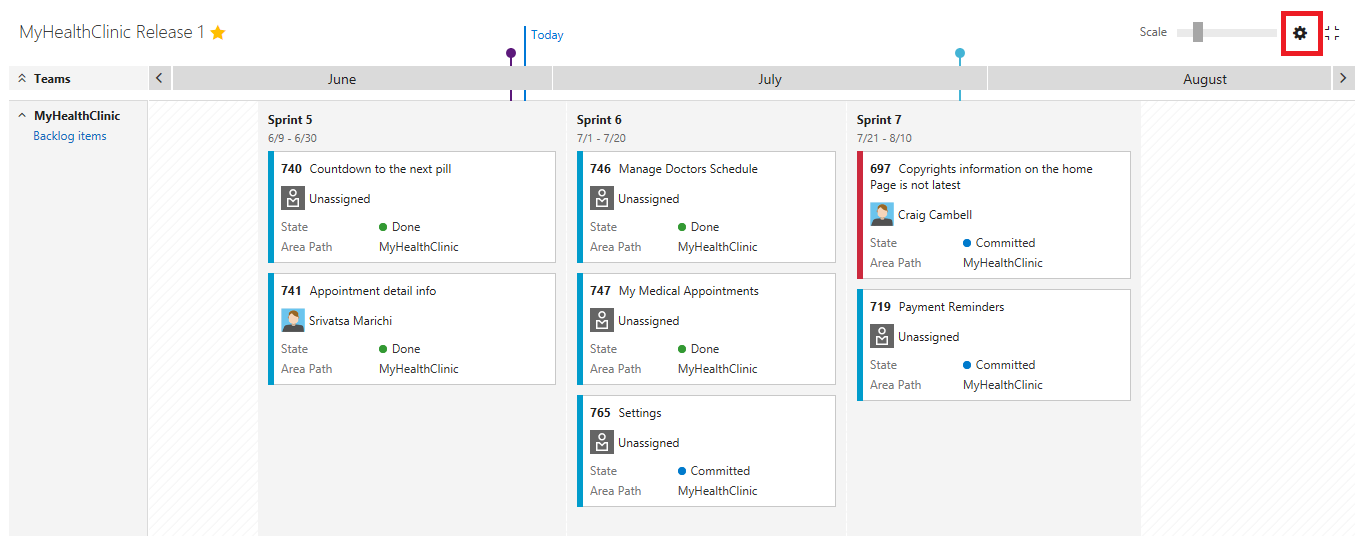 MyHealthClinic Release 1
Today
Scale
Teams
June
July
August
MyHealthClinic
Backlog items
Sprint 5
6/9 - 6/30
740 Countdown to the next pill
Unassigned
State Done
Area Path MyHealthClinic
741 Appointment detail info
Srivatsa Marichi
State Done
Area Path MyHealthClinic
Sprint 6
7/1 - 7/20
746 Manage Doctors Schedule
Unassigned
State Done
Area Path MyHealthClinic
747 My Medical Appointments
Unassigned
State Done
Area Path MyHealthClinic
765 Settings
Unassigned
State Committed
Area Path MyHealthClinic
Sprint 7
7/21 - 8/10
697 Copyrights information on the home
Page is not latest
Craig Cambell
State Committed
Area Path MyHealthClinic
719 Payment Reminders
Unassigned
State Committed
Area Path MyHealthClinic